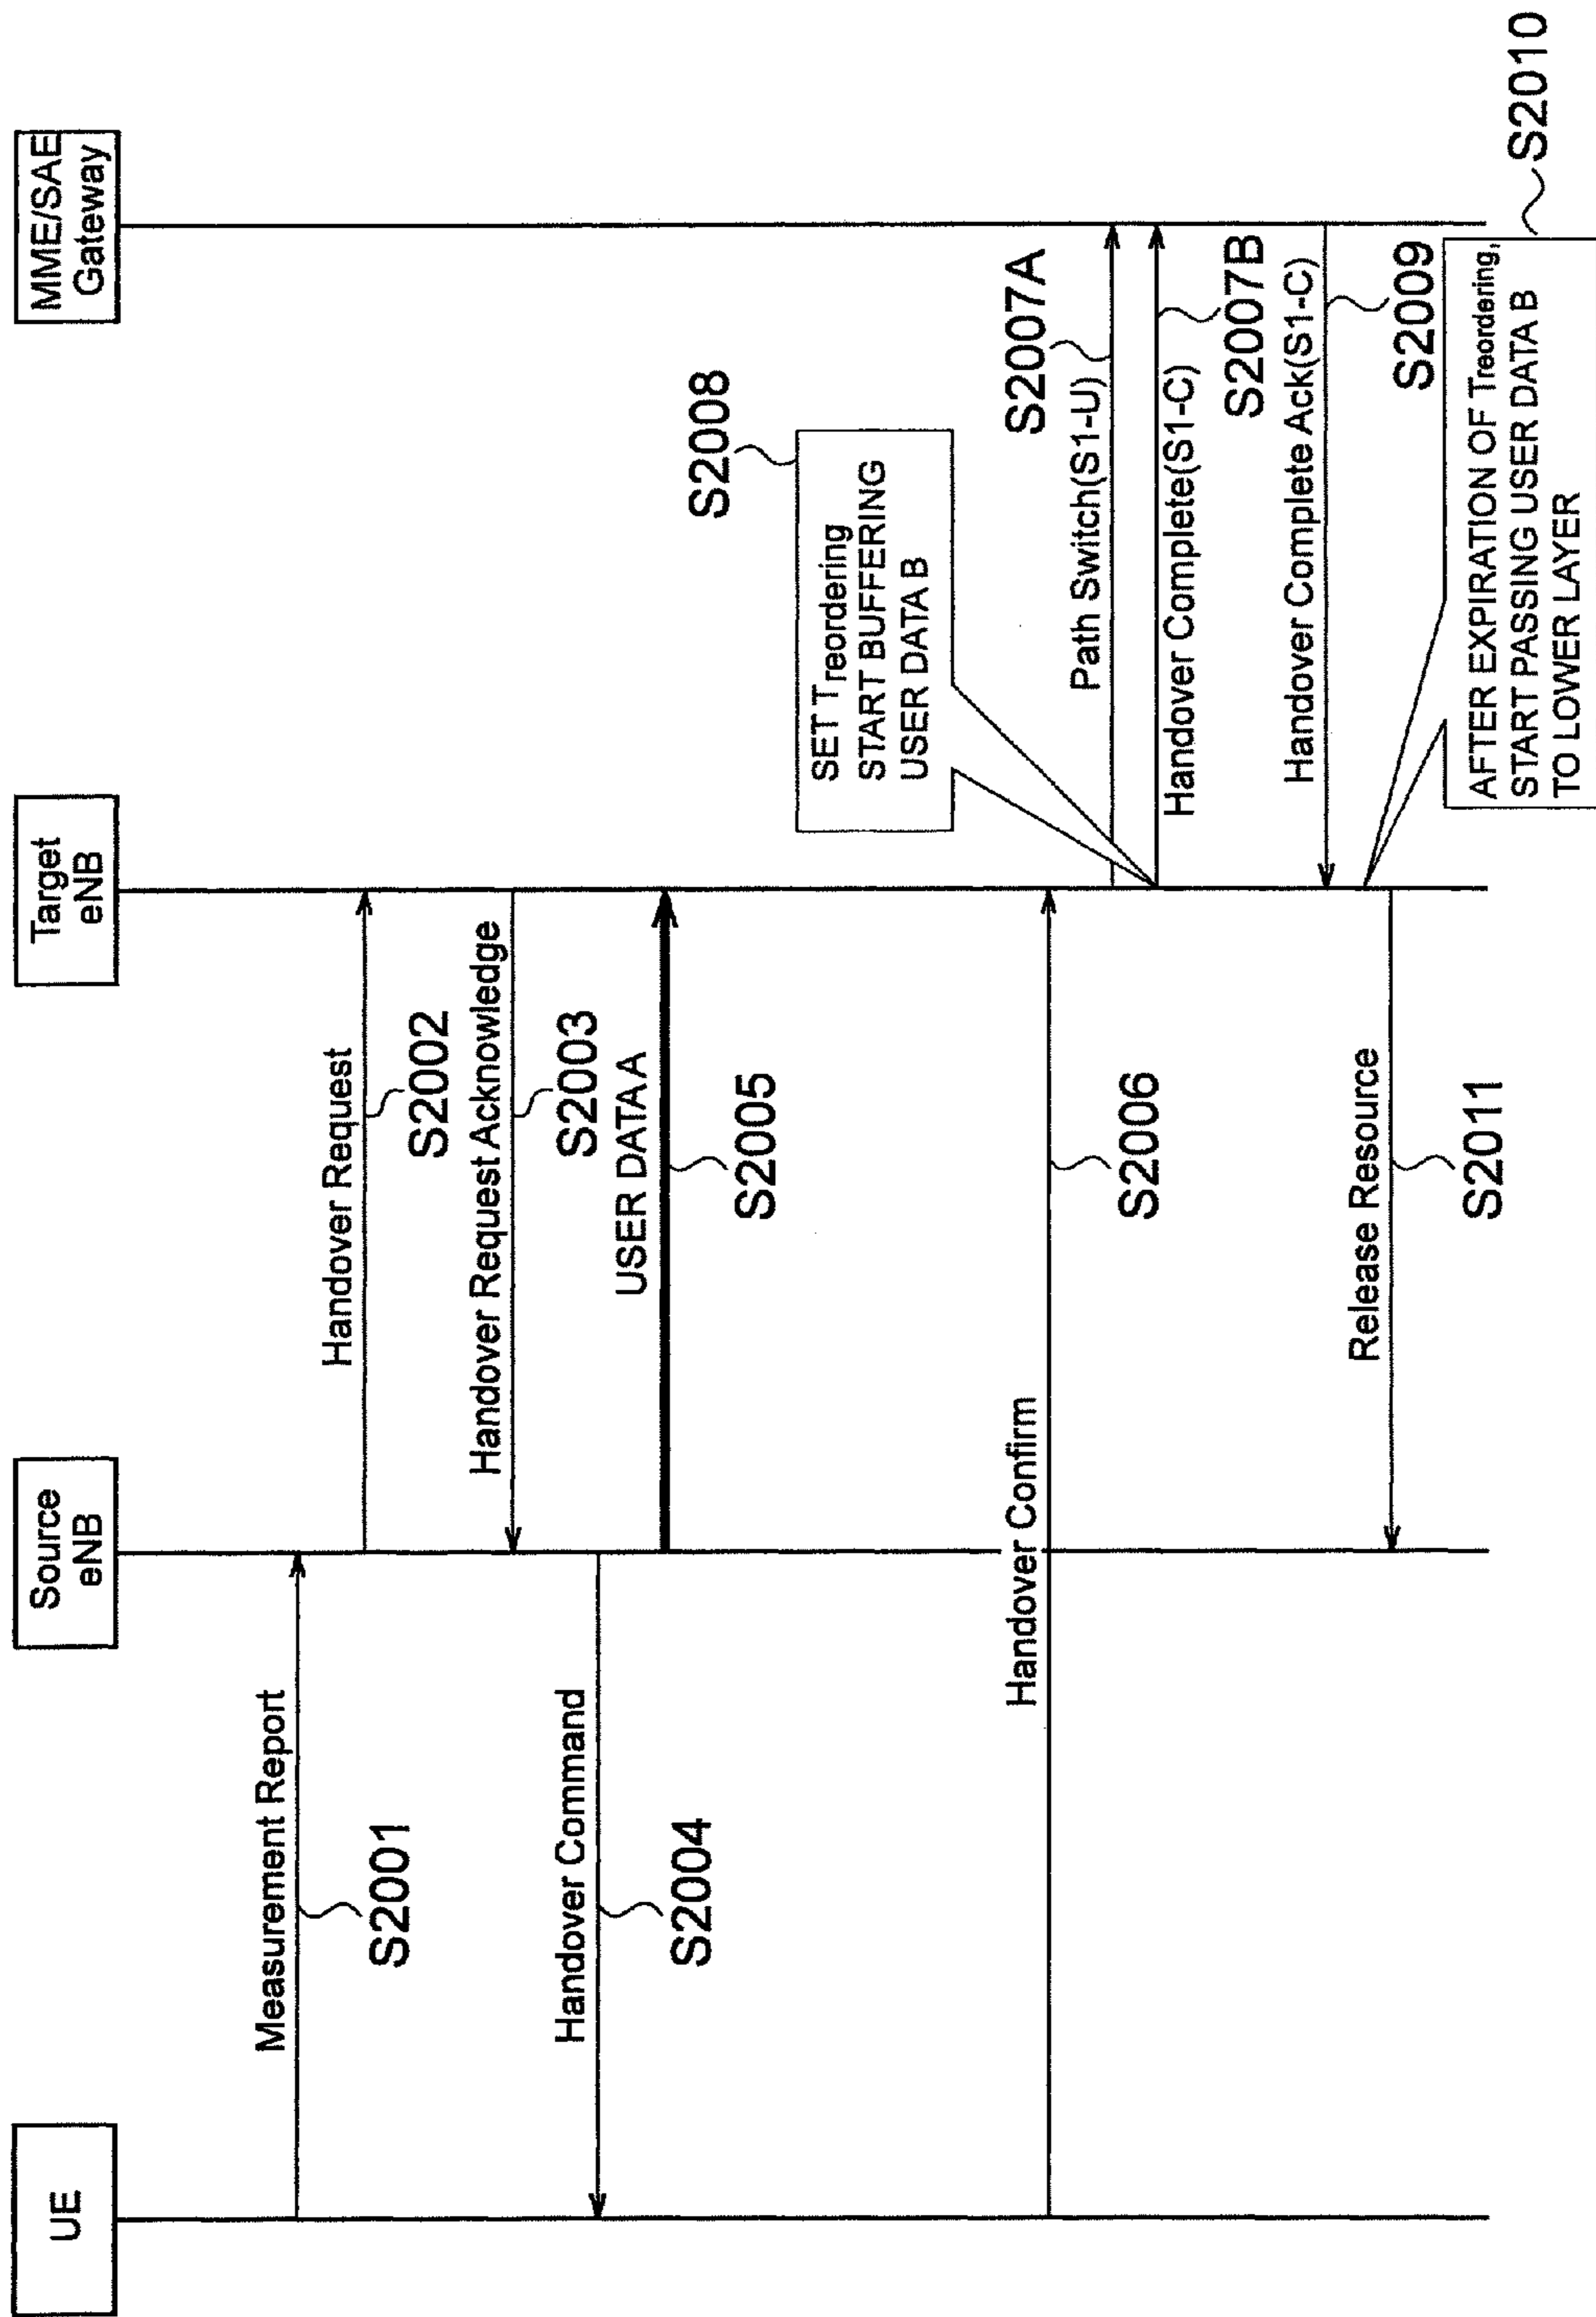 UE
Source
eNB
Target
eNB
MME/SAE
Gateway
Measurement Report
S2001
Handover Request
S2002
Handover Request Acknowledge
S2003
Handover Command
S2004
USER DATA A
S2005
Handover Confirm
S2006
SET Treordering
START BUFFERING
USER DATA B
S2008
Path Switch(S1-U)
S2007A
Handover Complete(S1-C)
S2007B
Handover Complete Ack(S1-C)
S2009
AFTER EXPIRATION OF Treordering,
START PASSING USER DATA B
TO LOWER LAYER
S2010
Release Resource
S2011